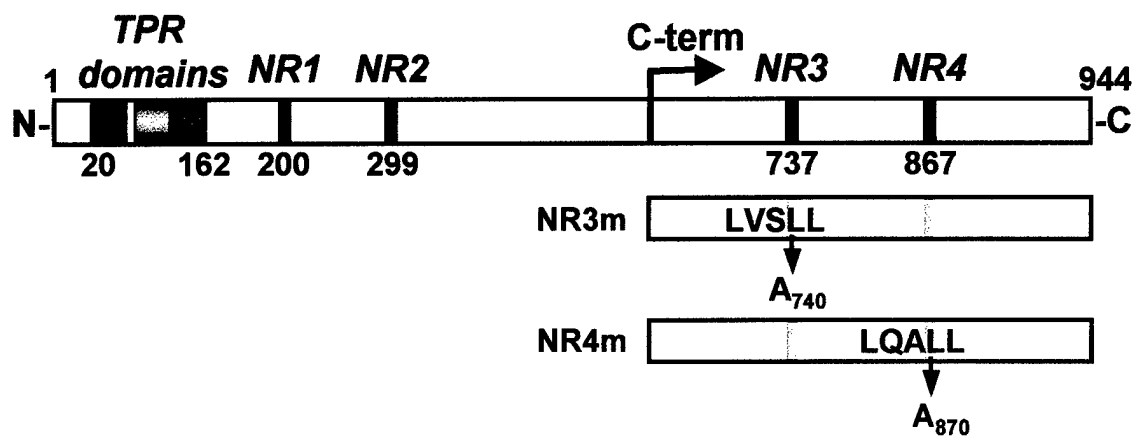 TPR
domains
C-term
1
NR1
NR2
NR3
NR4
944
N-
-C
20
162
200
299
737
867
NR3m
LVSLL
A740
NR4m
LQALL
A870